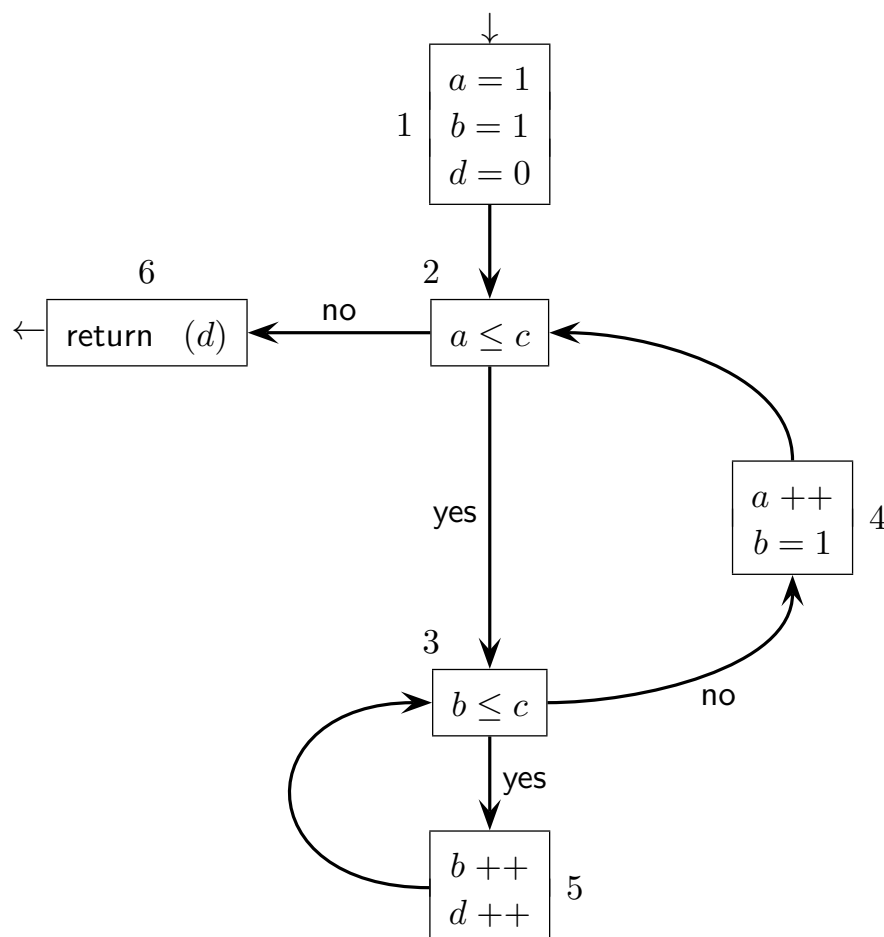 ↓
1
a = 1
b = 1
d = 0
6
2
← return (d)
no
a ≤ c
yes
a ++
b = 1
4
3
b ≤ c
no
yes
b ++
d ++
5